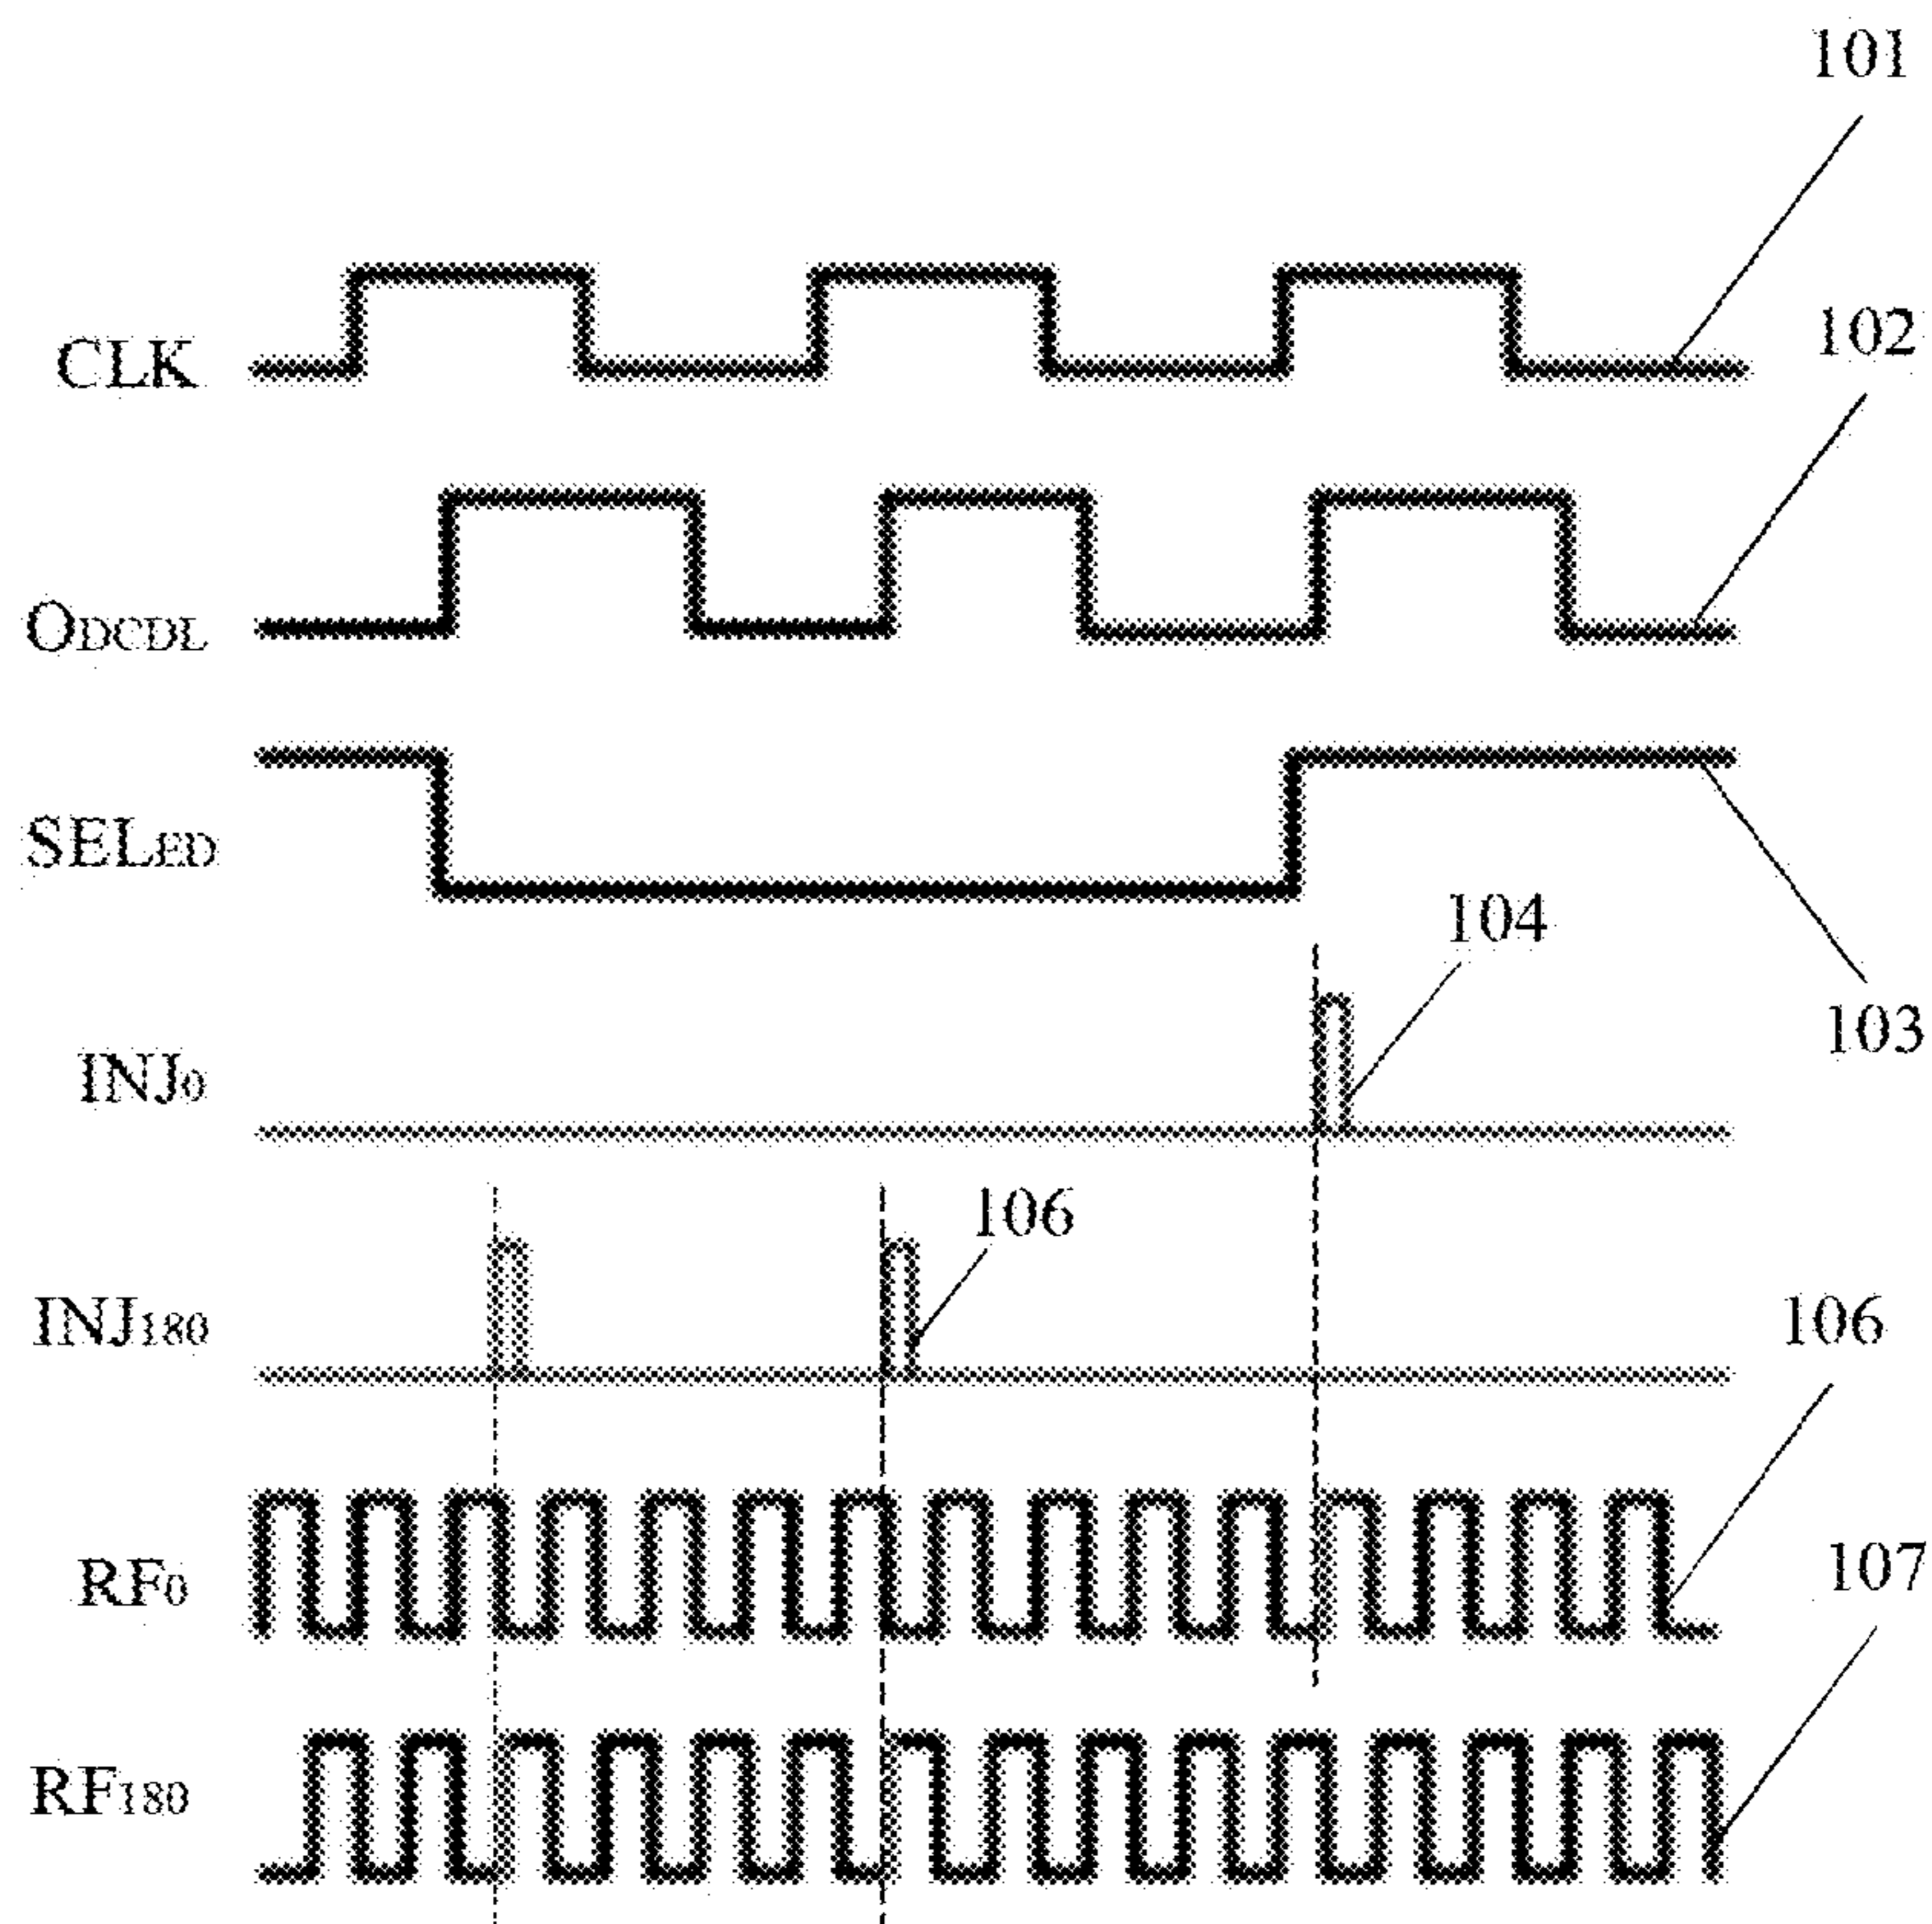 101
CLK
102
ODCDL
SELED
104
103
INJ0
106
INJ180
106
RF0
107
RF180